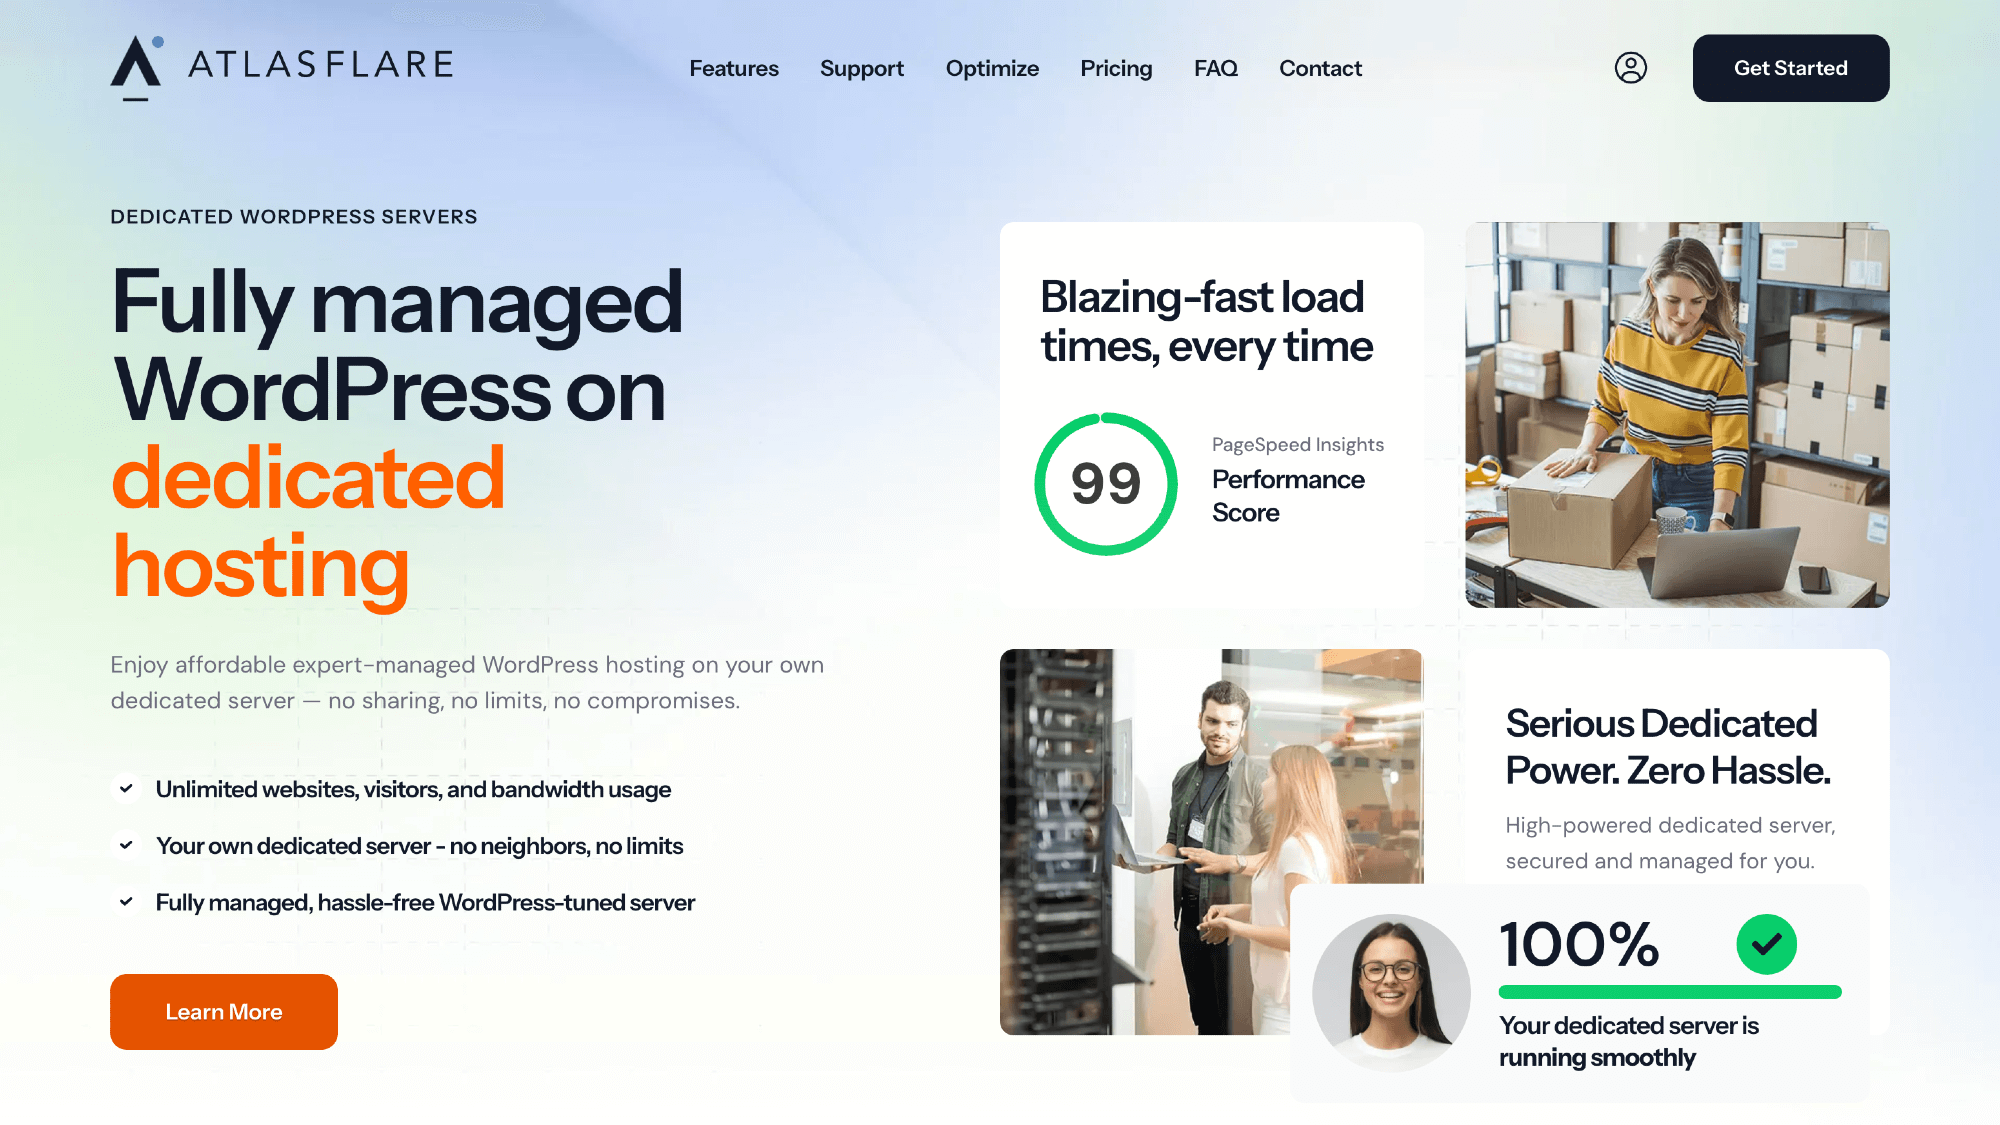 ATLASFLARE
Features
Support
Optimize
Pricing
FAQ
Contact
Get Started
DEDICATED WORDPRESS SERVERS
Fully managed
WordPress on
dedicated
hosting
Enjoy affordable expert-managed WordPress hosting on your own
dedicated server — no sharing, no limits, no compromises.
Unlimited websites, visitors, and bandwidth usage
Your own dedicated server - no neighbors, no limits
Fully managed, hassle-free WordPress-tuned server
Learn More
Blazing-fast load
times, every time
99
PageSpeed Insights
Performance
Score
Serious Dedicated
Power. Zero Hassle.
High-powered dedicated server,
secured and managed for you.
100%
Your dedicated server is
running smoothly